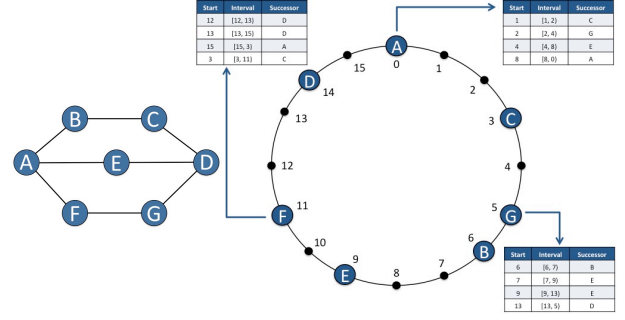 Start Interval Successor
12 [12, 13) D
13 [13, 15) D
15 [15, 3) A
3 [3, 11) C
Start Interval Successor
1 [1, 2) C
2 [2, 4) G
4 [4, 8) E
8 [8, 0) A
A
0
15
1
D
14
2
13
3
C
B
C
A
E
D
12
4
F
G
11
F
5
G
10
6
B
9
E
8
7
Start Interval Successor
6 [6, 7) B
7 [7, 9) E
9 [9, 13) E
13 [13, 5) D